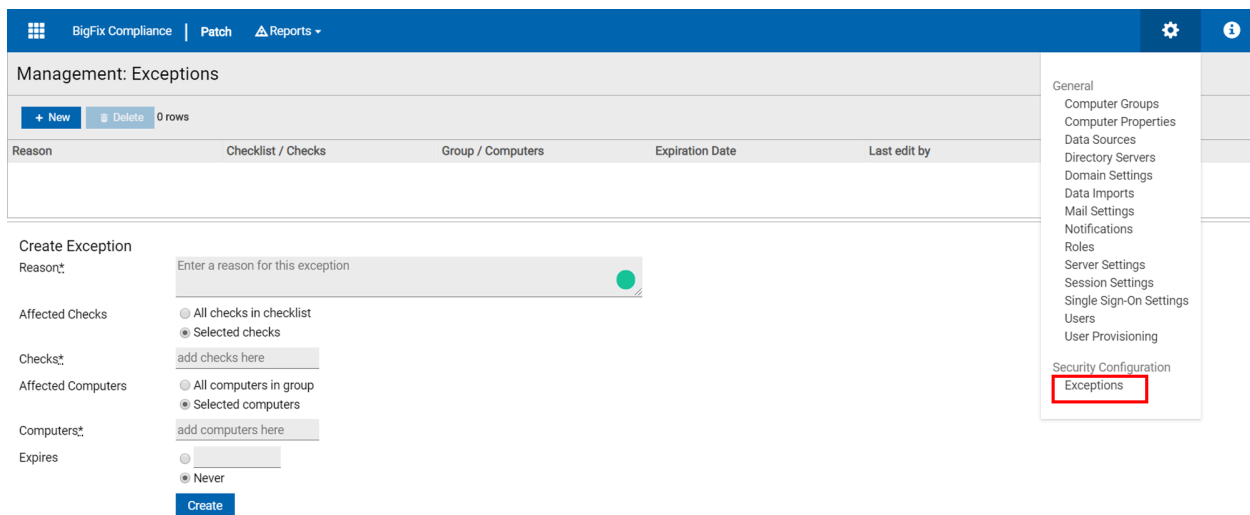 BigFix Compliance | Patch Reports
Management: Exceptions
+ New Delete 0 rows
Reason Checklist / Checks Group / Computers Expiration Date Last edit by
Create Exception
Reason* Enter a reason for this exception
Affected Checks All checks in checklist
Selected checks
Checks* add checks here
Affected Computers All computers in group
Selected computers
Computers* add computers here
Expires
Never
Create
General
Computer Groups
Computer Properties
Data Sources
Directory Servers
Domain Settings
Data Imports
Mail Settings
Notifications
Roles
Server Settings
Session Settings
Single Sign-On Settings
Users
User Provisioning
Security Configuration
Exceptions